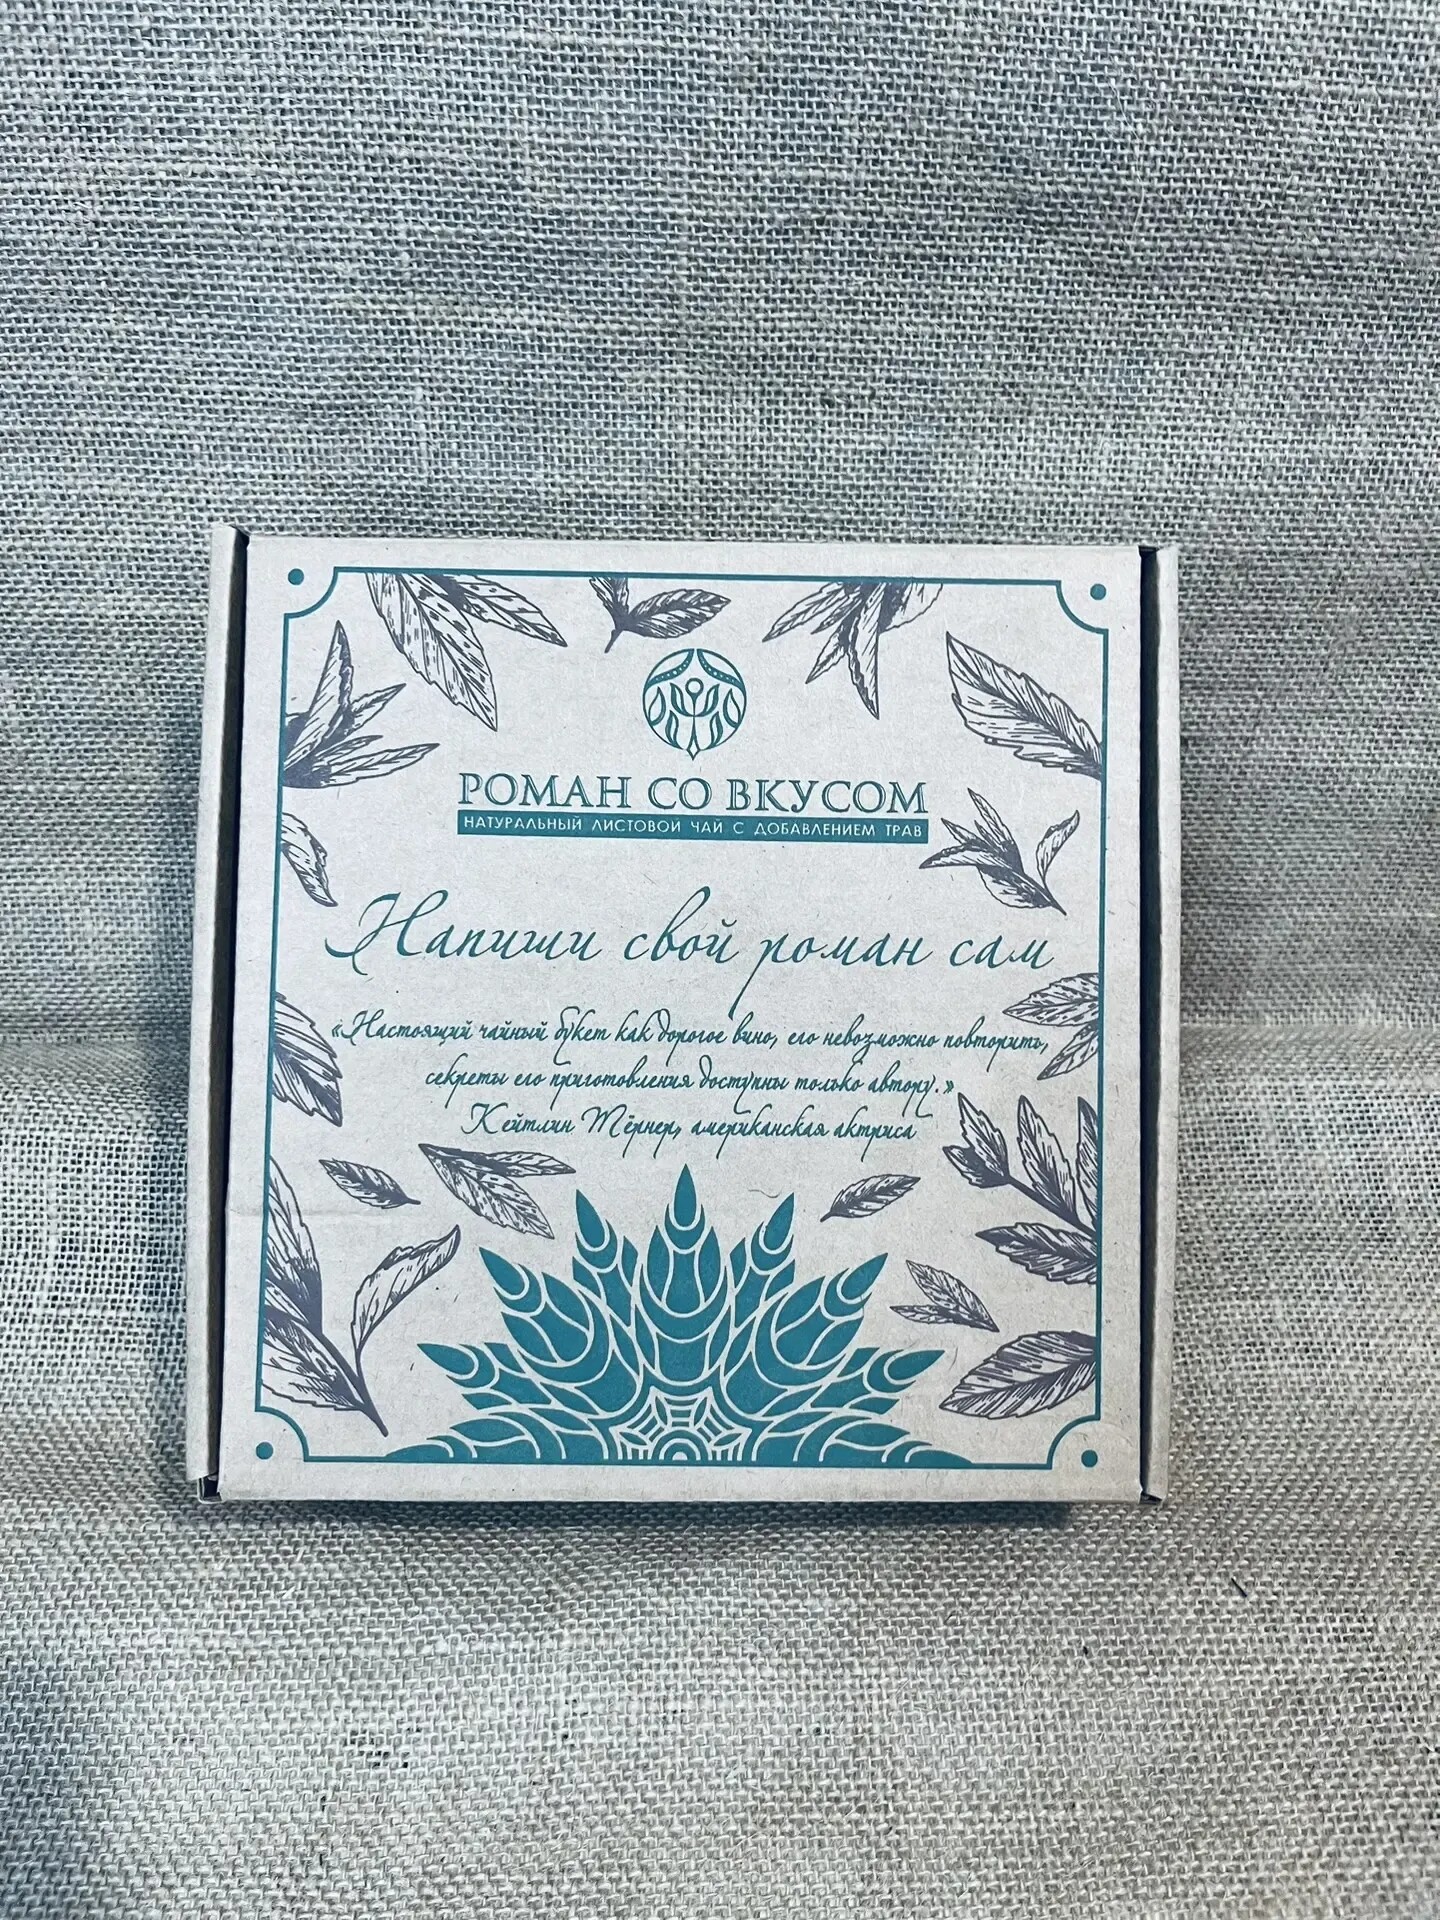 РОМАН СО ВКУСОМ
НАТУРАЛЬНЫЙ ЛИСТОВОЙ ЧАЙ С ДОБАВЛЕНИЕМ ТРАВ
Напиши свой роман сам
«Настоящий чайный букет как дорогое вино, его невозможно повторить,
секреты его приготовления доступны только автору.»
Кейтлин Тёрнер, американская актриса